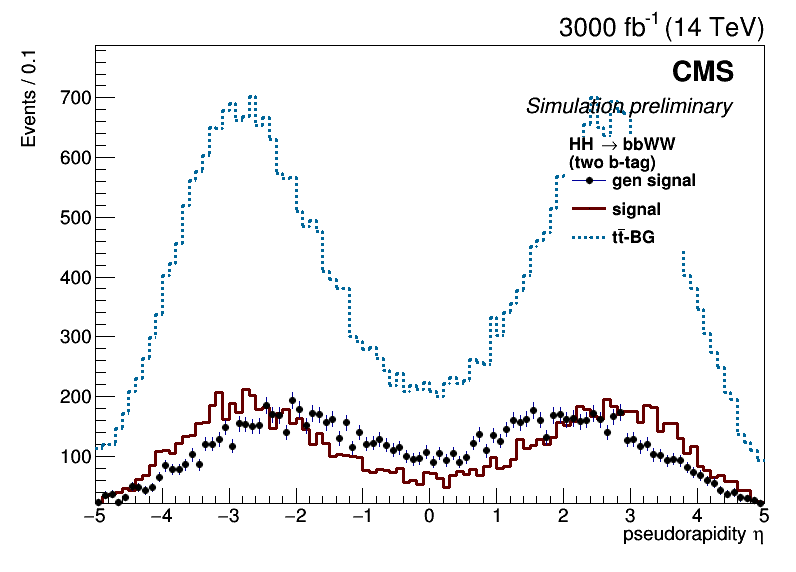 3000 fb⁻¹ (14 TeV)
Events / 0.1
CMS
Simulation preliminary
HH → bbWW
(two b-tag)
gen signal
signal
tt̄-BG
700
600
500
400
300
200
100
−5 −4 −3 −2 −1 0 1 2 3 4 5
pseudorapidity η